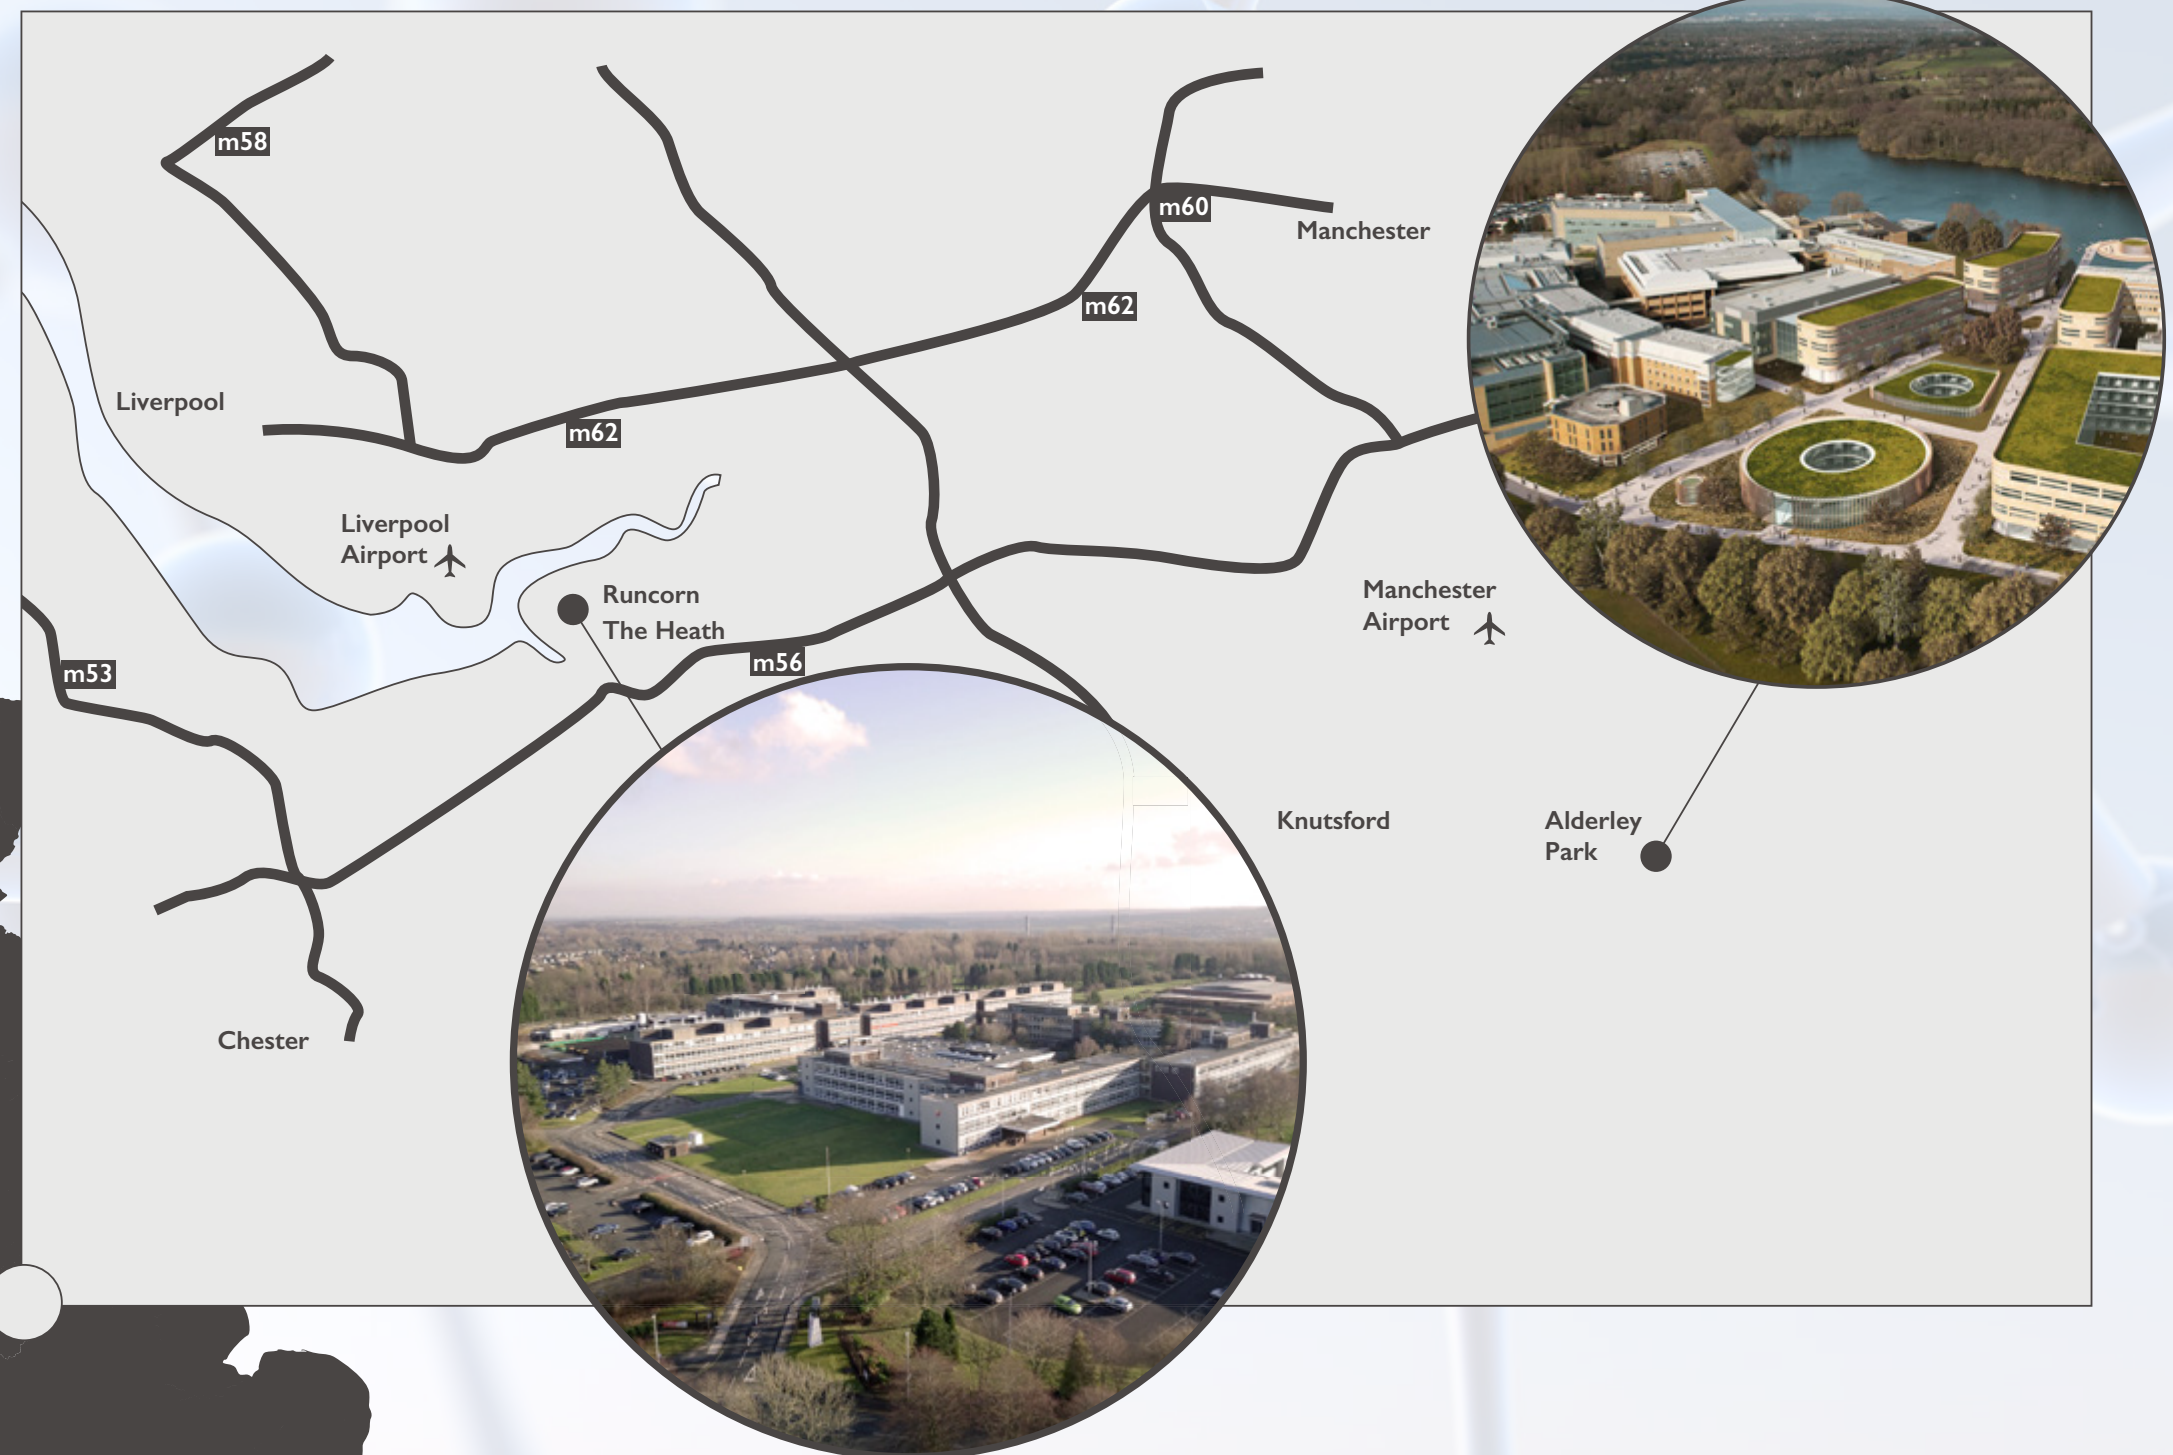 m58
m60
Manchester
m62
Liverpool
m62
Liverpool
Airport
Runcorn
The Heath
Manchester
Airport
m56
m53
Knutsford
Alderley
Park
Chester